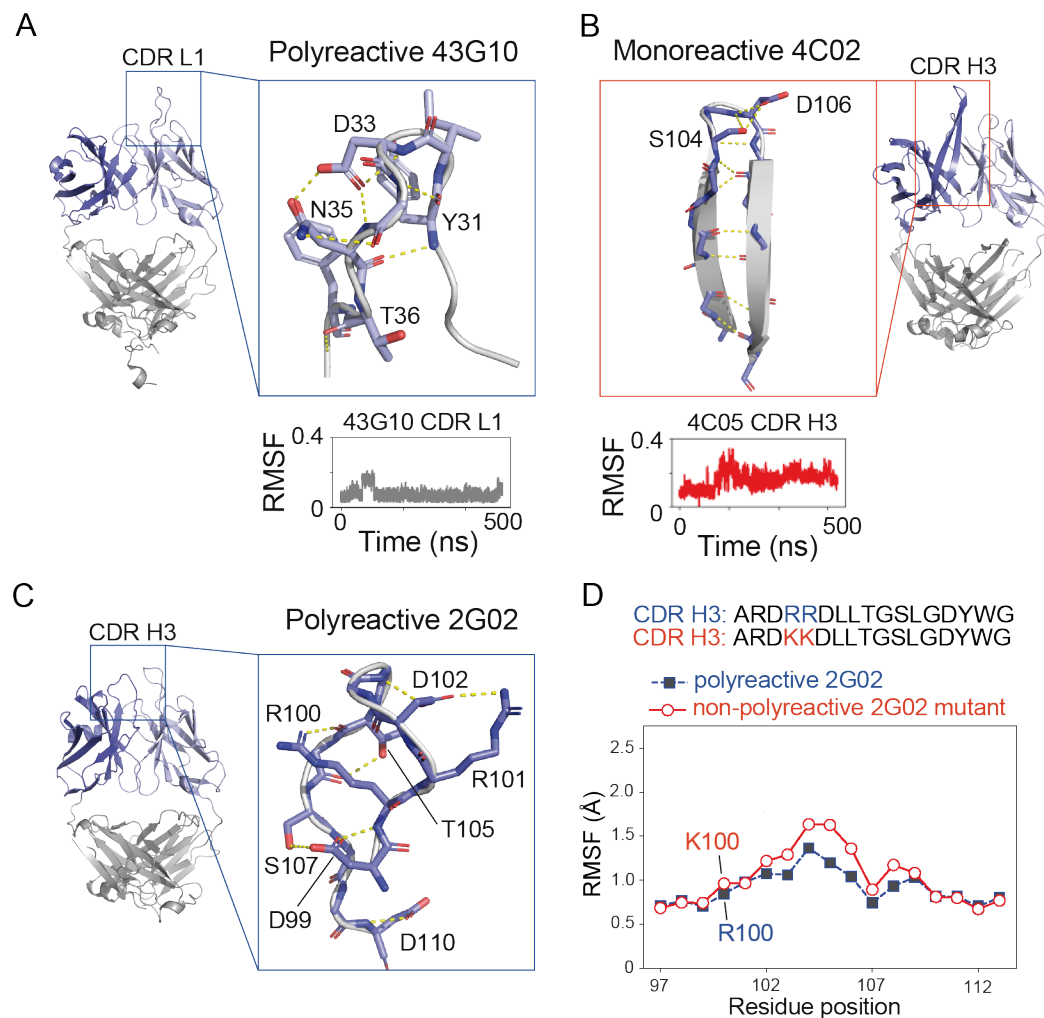 A
Polyreactive 43G10
CDR L1
D33
N35
Y31
T36
43G10 CDR L1
RMSF
0.4
0
0
500
Time (ns)
B
Monoreactive 4C02
CDR H3
D106
S104
4C05 CDR H3
RMSF
0.4
0
0
500
Time (ns)
C
Polyreactive 2G02
CDR H3
D102
R100
R101
T105
S107
D99
D110
D
CDR H3: ARDRRDLLTGSLGDYWG
CDR H3: ARDKKDLLTGSLGDYWG
polyreactive 2G02
non-polyreactive 2G02 mutant
RMSF (Å)
2.5
2.0
1.5
1.0
0.5
0
K100
R100
97
102
107
112
Residue position